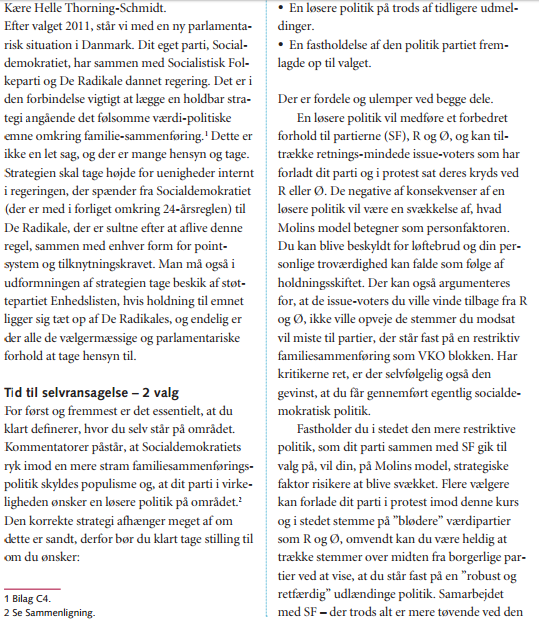 Kære Helle Thorning-Schmidt.
Efter valget 2011, står vi med en ny parlamenta-
risk situation i Danmark. Dit eget parti, Social-
demokratiet, har sammen med Socialistisk Fol-
keparti og De Radikale dannet regering. Det er i
den forbindelse vigtigt at lægge en holdbar stra-
tegi angående det følsomme værdi-politiske
emne omkring familie-sammenføring.¹ Dette er
ikke en let sag, og der er mange hensyn og tage.
Strategien skal tage højde for uenigheder internt
i regeringen, der spænder fra Socialdemokratiet
(der er med i forliget omkring 24-årsreglen) til
De Radikale, der er sultne efter at aflive denne
regel, sammen med enhver form for point-
system og tilknytningskravet. Man må også i
udformningen af strategien tage beskik af støt-
tepartiet Enhedslisten, hvis holdning til emnet
ligger sig tæt op af De Radikales, og endelig er
der alle de vælgermæssige og parlamentariske
forhold at tage hensyn til.
Tid til selvransagelse – 2 valg
For først og fremmest er det essentielt, at du
klart definerer, hvor du selv står på området.
Kommentatorer påstår, at Socialdemokratiets
ryk imod en mere stram familiesammenførings-
politik skyldes populisme og, at dit parti i virke-
ligheden ønsker en løsere politik på området.²
Den korrekte strategi afhænger meget af om
dette er sandt, derfor bør du klart tage stilling til
om du ønsker:
1 Bilag C4.
2 Se Sammenligning.
• En løsere politik på trods af tidligere udmel-
dinger.
• En fastholdelse af den politik partiet frem-
lagde op til valget.
Der er fordele og ulemper ved begge dele.
En løsere politik vil medføre et forbedret
forhold til partierne (SF), R og Ø, og kan til-
trække retnings-mindede issue-voters som har
forladt dit parti og i protest sat deres kryds ved
R eller Ø. De negative af konsekvenser af en
løsere politik vil være en svækkelse af, hvad
Molins model betegner som personfaktoren.
Du kan blive beskyldt for løftebrud og din per-
sonlige troværdighed kan falde som følge af
holdningsskiftet. Der kan også argumenteres
for, at de issue-voters du ville vinde tilbage fra R
og Ø, ikke ville opveje de stemmer du modsat
vil miste til partier, der står fast på en restriktiv
familiesammenføring som VKO blokken. Har
kritikerne ret, er der selvfølgelig også den
gevinst, at du får gennemført egentlig socialde-
mokratisk politik.
Fastholder du i stedet den mere restriktive
politik, som dit parti sammen med SF gik til
valg på, vil din, på Molins model, strategiske
faktor risikere at blive svækket. Flere vælgere
kan forlade dit parti i protest imod denne kurs
og i stedet stemme på ”blødere” værdipartier
som R og Ø, omvendt kan du være heldig at
trække stemmer over midten fra borgerlige par-
tier ved at vise, at du står fast på en ”robust og
retfærdig” udlændinge politik. Samarbejdet
med SF – der trods alt er mere tøvende ved den